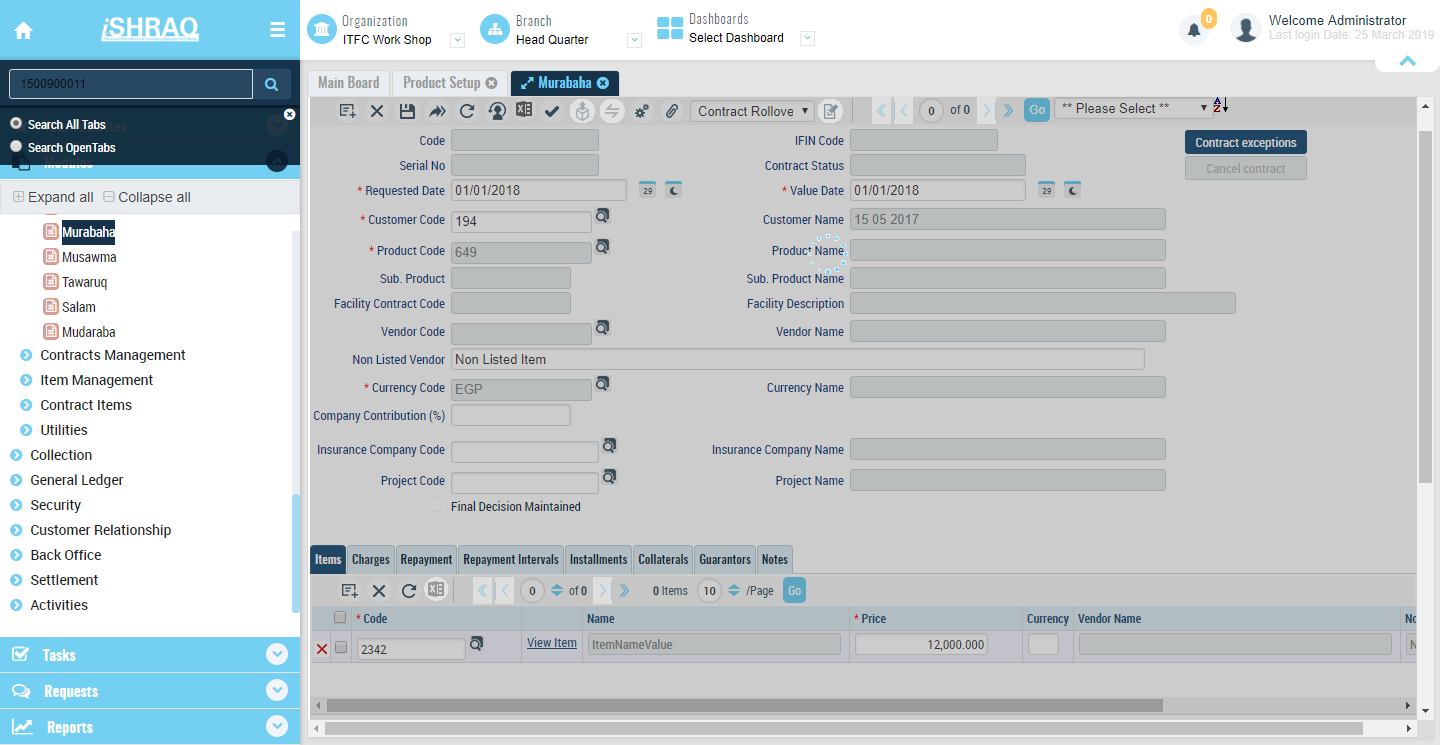 iSHRAQ
Organization
ITFC Work Shop
Branch
Head Quarter
Dashboards
Select Dashboard
0
Welcome Administrator
Last login Date: 25 March 2019
1500900011
Search All Tabs
Search OpenTabs
Modules
Expand all
Collapse all
Murabaha
Musawma
Tawaruq
Salam
Mudaraba
Contracts Management
Item Management
Contract Items
Utilities
Collection
General Ledger
Security
Customer Relationship
Back Office
Settlement
Activities
Tasks
Requests
Reports
Main Board
Product Setup
Murabaha
Contract Rollove
0 of 0
Go
** Please Select **
Code
IFIN Code
Contract exceptions
Serial No
Contract Status
Cancel contract
* Requested Date 01/01/2018 29
* Value Date 01/01/2018 29
* Customer Code 194
Customer Name 15 05 2017
* Product Code 649
Product Name
Sub. Product
Sub. Product Name
Facility Contract Code
Facility Description
Vendor Code
Vendor Name
Non Listed Vendor Non Listed Item
* Currency Code EGP
Currency Name
Company Contribution (%)
Insurance Company Code
Insurance Company Name
Project Code
Project Name
Final Decision Maintained
Items Charges Repayment Repayment Intervals Installments Collaterals Guarantors Notes
0 of 0 0 Items 10 /Page Go
* Code Name * Price Currency Vendor Name No
2342 View Item ItemNameValue 12,000.000 N